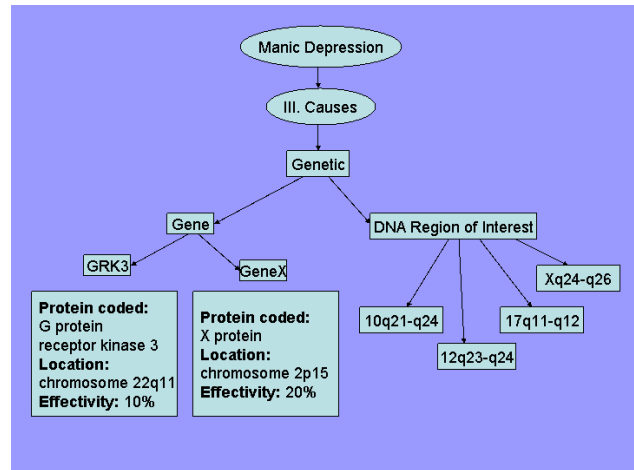 Manic Depression
III. Causes
Genetic
Gene
DNA Region of Interest
GRK3
GeneX
Xq24-q26
10q21-q24
17q11-q12
12q23-q24
Protein coded:
G protein
receptor kinase 3
Location:
chromosome 22q11
Effectivity: 10%
Protein coded:
X protein
Location:
chromosome 2p15
Effectivity: 20%